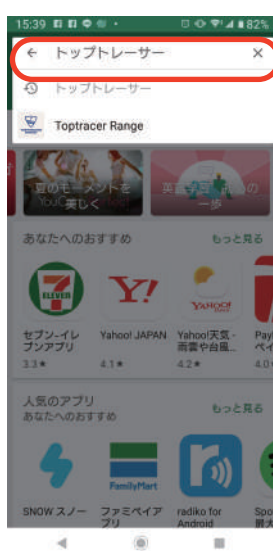 15:39 82%
トップトレーサー
トップトレーサー
Toptracer Range
夏のモーメントを
美しく
あなたへのおすすめ もっと見る
ELEVEN
Y!
YAHOO!
セブン-イレ
ブンアプリ
Yahoo! JAPAN
Yahoo!天気 -
雨雲や台風...
3.3★ 4.1★ 4.2★ 4.0
人気のアプリ
あなたへのおすすめ
もっと見る
FamilyMart
SNOW スノー
ファミペイア
プリ
radiko for
Android